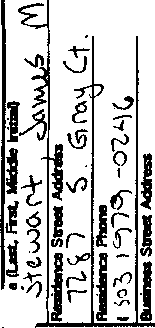 e (Last, First, Middle Initial)
Stewart James M
Residence Street Address
7287 S. Gray Ct.
Residence Phone
(303) 979-0246
Business Street Address